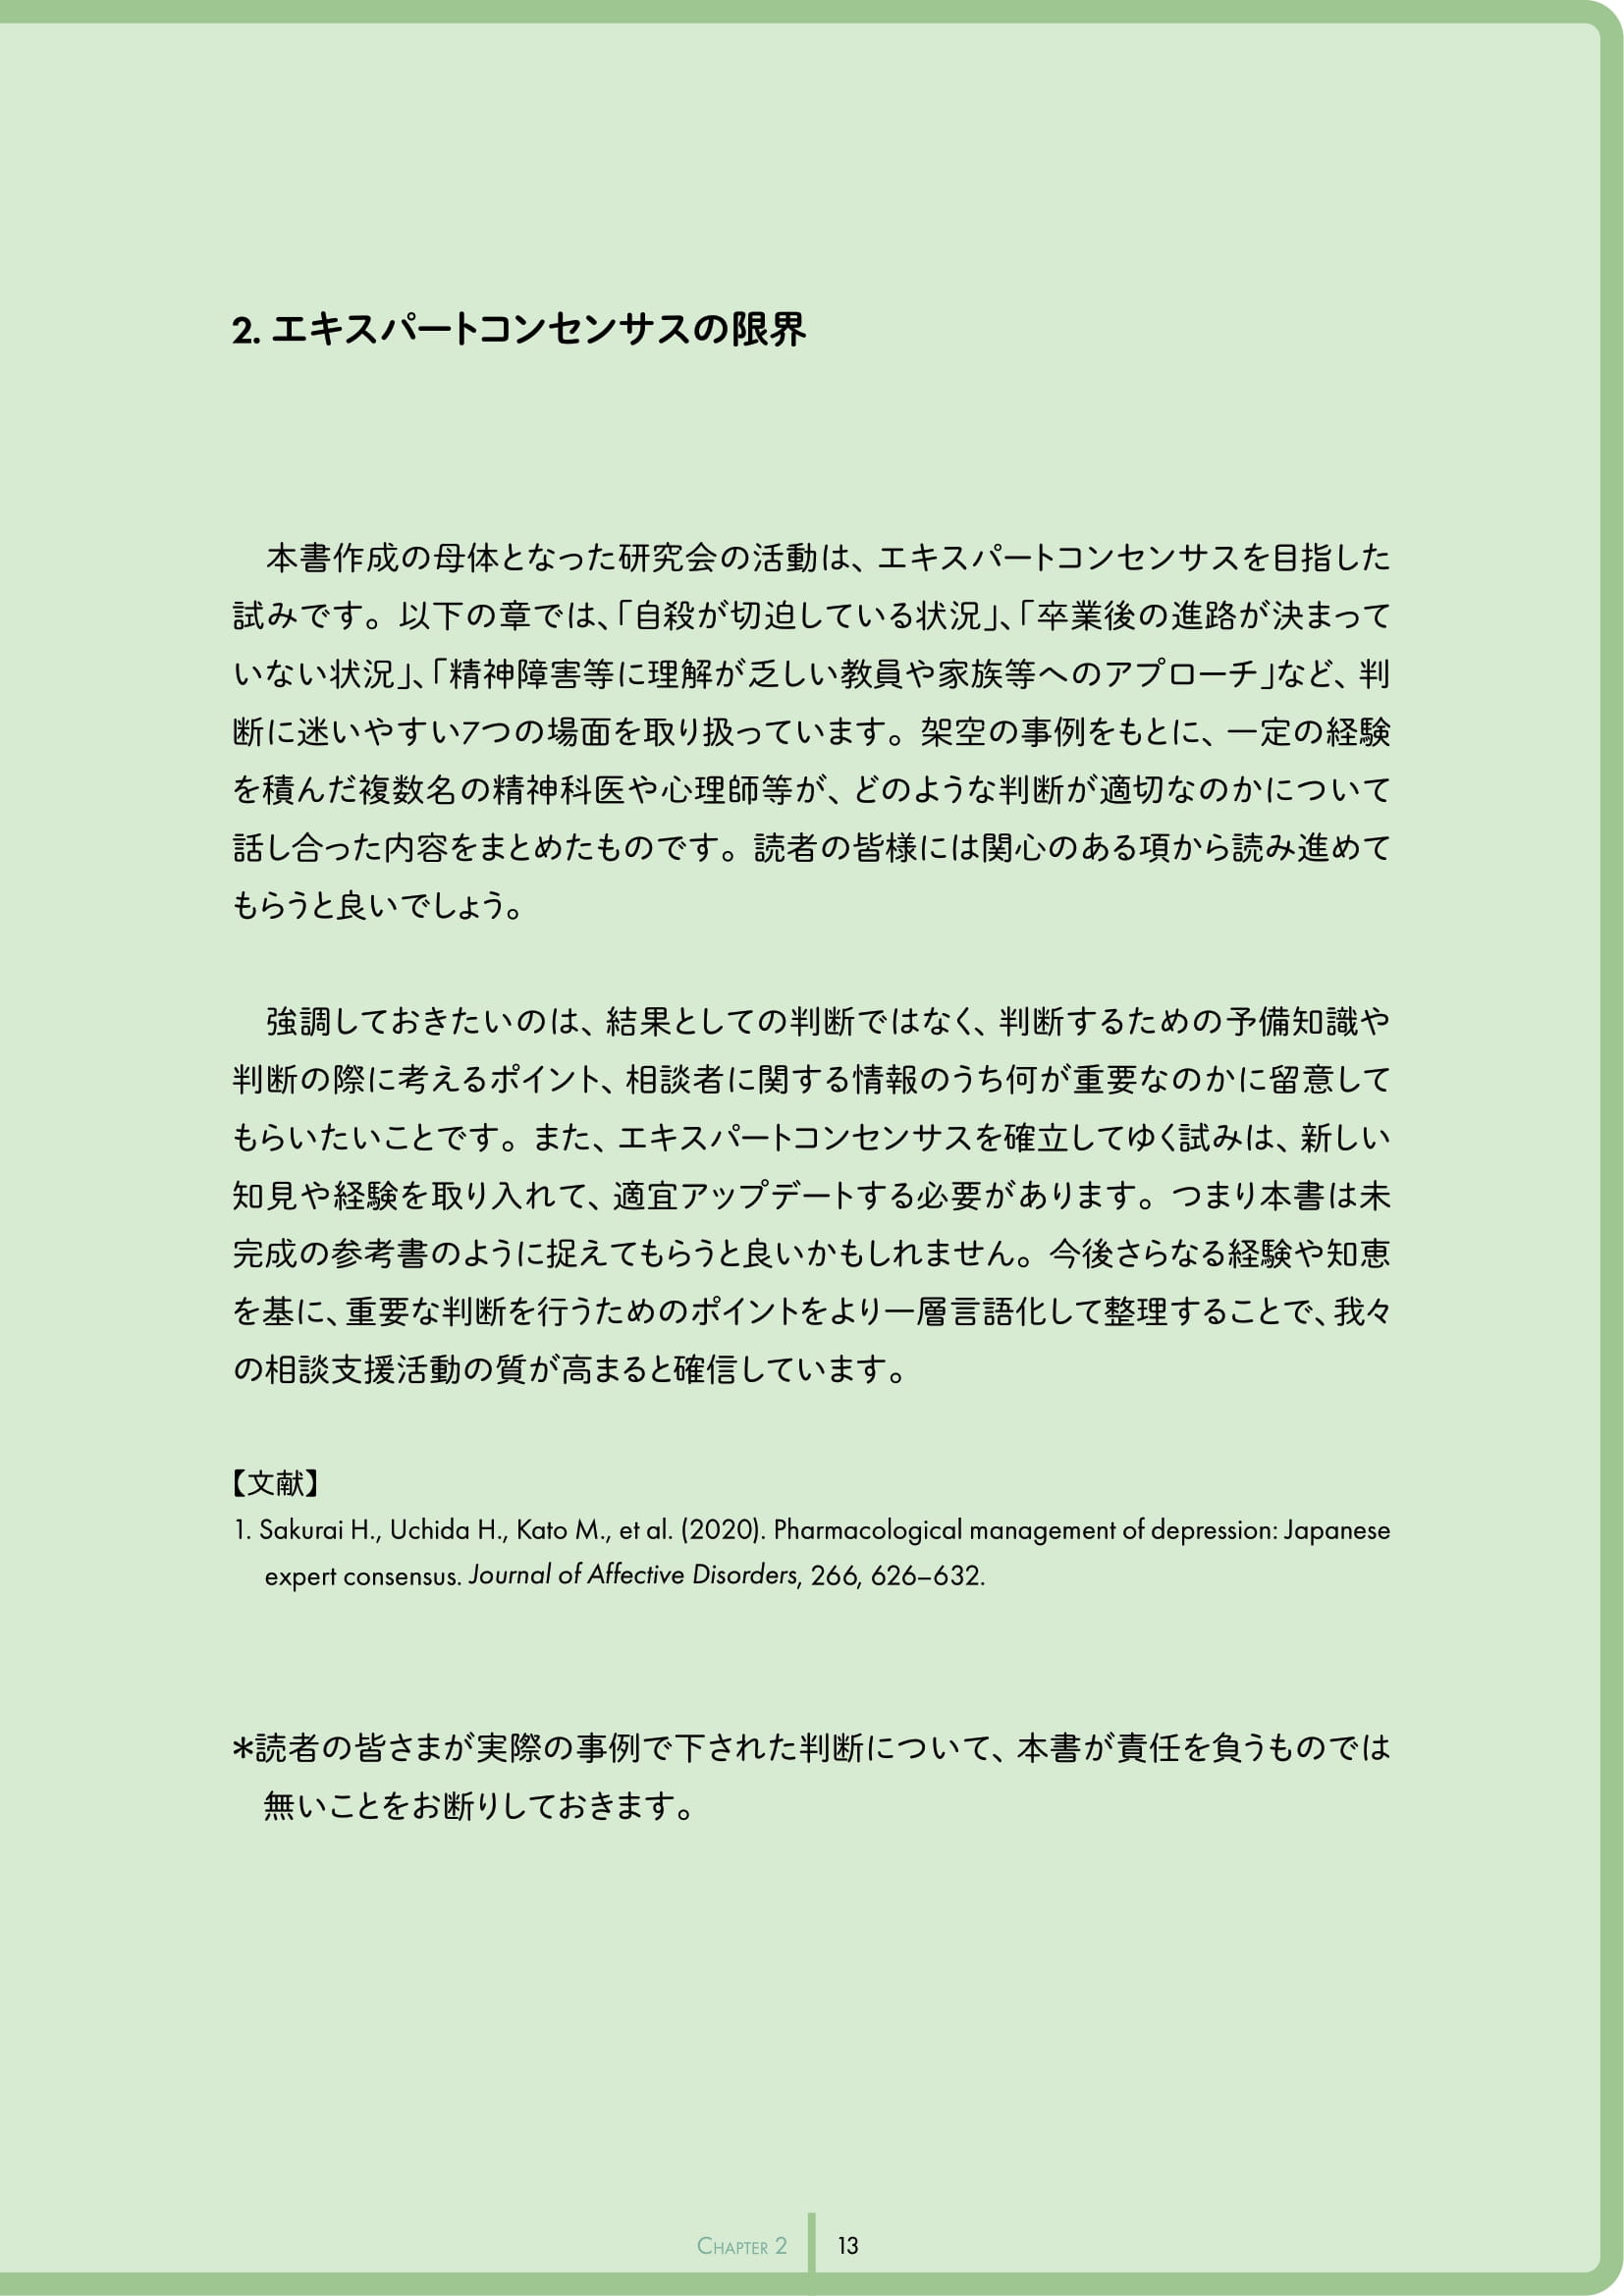 2. エキスパートコンセンサスの限界
本書作成の母体となった研究会の活動は、エキスパートコンセンサスを目指した
試みです。以下の章では、「自殺が切迫している状況」、「卒業後の進路が決まって
いない状況」、「精神障害等に理解が乏しい教員や家族等へのアプローチ」など、判
断に迷いやすい7つの場面を取り扱っています。架空の事例をもとに、一定の経験
を積んだ複数名の精神科医や心理師等が、どのような判断が適切なのかについて
話し合った内容をまとめたものです。読者の皆様には関心のある項から読み進めて
もらうと良いでしょう。
強調しておきたいのは、結果としての判断ではなく、判断するための予備知識や
判断の際に考えるポイント、相談者に関する情報のうち何が重要なのかに留意して
もらいたいことです。また、エキスパートコンセンサスを確立してゆく試みは、新しい
知見や経験を取り入れて、適宜アップデートする必要があります。つまり本書は未
完成の参考書のように捉えてもらうと良いかもしれません。今後さらなる経験や知恵
を基に、重要な判断を行うためのポイントをより一層言語化して整理することで、我々
の相談支援活動の質が高まると確信しています。
【文献】
1. Sakurai H., Uchida H., Kato M., et al. (2020). Pharmacological management of depression: Japanese
expert consensus. Journal of Affective Disorders, 266, 626–632.
＊読者の皆さまが実際の事例で下された判断について、本書が責任を負うものでは
無いことをお断りしておきます。
Chapter 2 13